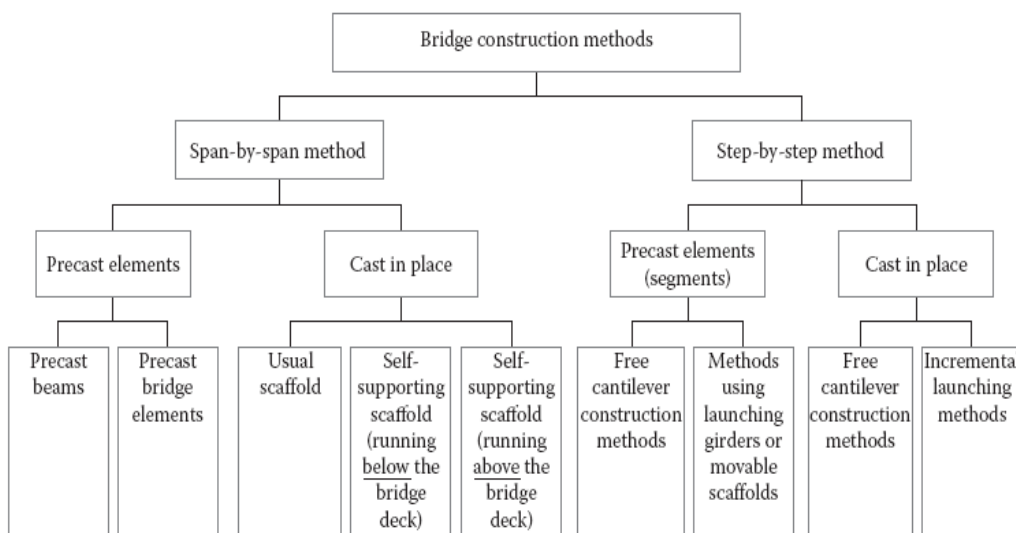 Bridge construction methods
Span-by-span method
Step-by-step method
Precast elements
Cast in place
Precast elements
(segments)
Cast in place
Precast
beams
Precast
bridge
elements
Usual
scaffold
Self-
supporting
scaffold
(running
below the
bridge
deck)
Self-
supporting
scaffold
(running
above the
bridge
deck)
Free
cantilever
construction
methods
Methods
using
launching
girders or
movable
scaffolds
Free
cantilever
construction
methods
Incrementa
launching
methods